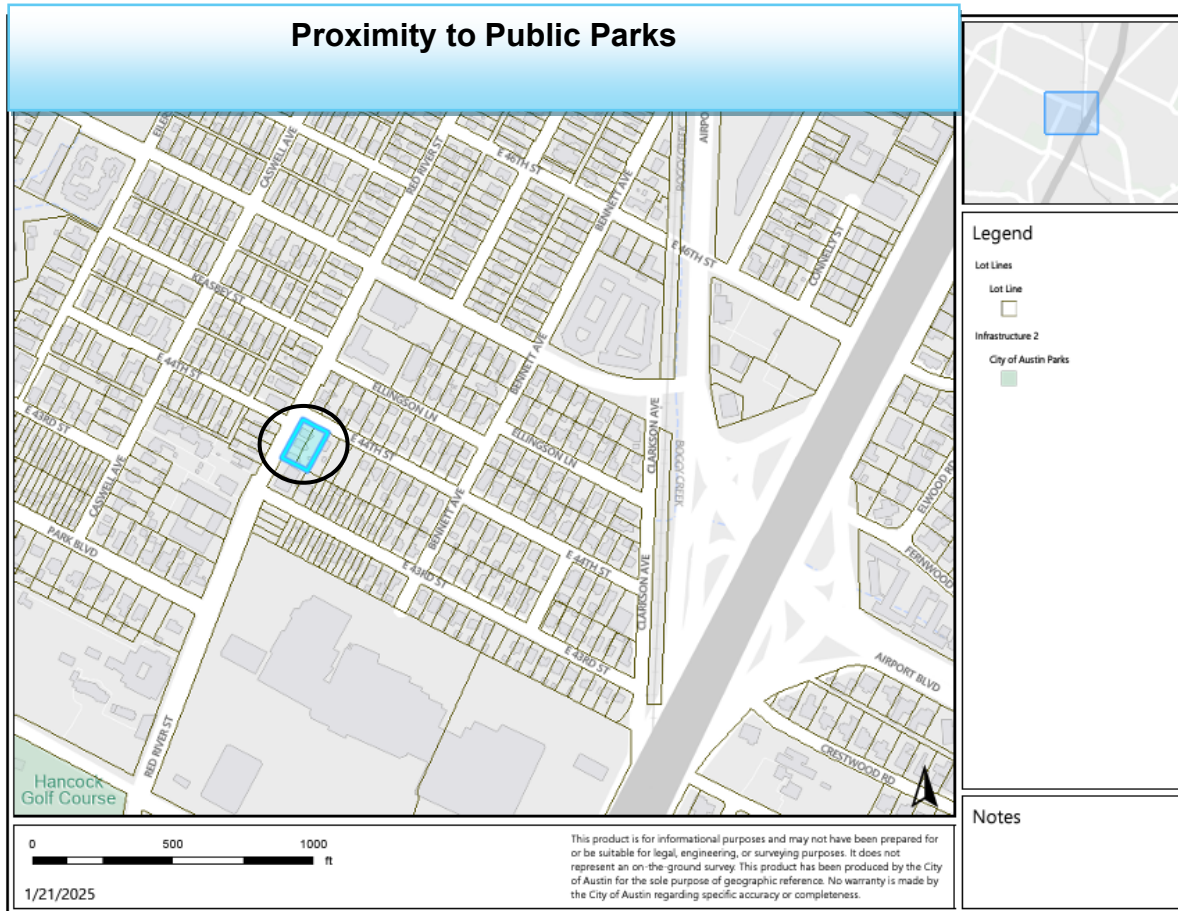 Proximity to Public Parks
EILERS
CASWELL AVE
RED RIVER ST
E 46TH ST
BENNETT AVE
BOGGY CREEK
AIRPO
CONNELLY ST
E 46TH ST
KEASBEY ST
E 44TH ST
E 43RD ST
CASWELL AVE
PARK BLVD
ELLINGSON LN
E 44TH ST
BENNETT AVE
ELLINGSON LN
CLARKSON AVE
BOGGY CREEK
BENNETT AVE
E 43RD ST
E 44TH ST
CLARKSON AVE
E 43RD ST
ELWOOD RD
FERNWOOD
AIRPORT BLVD
CRESTWOOD RD
RED RIVER ST
Hancock
Golf Course
Legend
Lot Lines
Lot Line
Infrastructure 2
City of Austin Parks
Notes
0 500 1000
ft
1/21/2025
This product is for informational purposes and may not have been prepared for
or be suitable for legal, engineering, or surveying purposes. It does not
represent an on-the-ground survey. This product has been produced by the City
of Austin for the sole purpose of geographic reference. No warranty is made by
the City of Austin regarding specific accuracy or completeness.